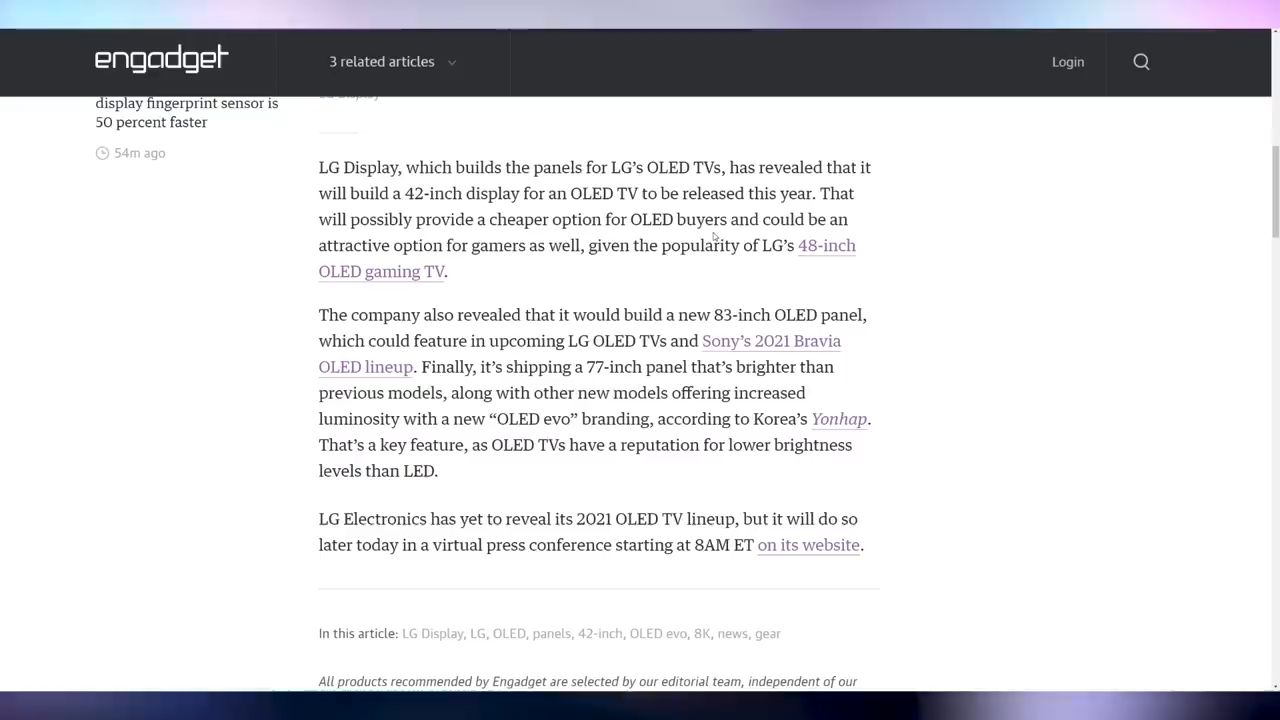 engadget
3 related articles
Login
display fingerprint sensor is
50 percent faster
54m ago
LG Display, which builds the panels for LG’s OLED TVs, has revealed that it
will build a 42-inch display for an OLED TV to be released this year. That
will possibly provide a cheaper option for OLED buyers and could be an
attractive option for gamers as well, given the popularity of LG’s 48-inch
OLED gaming TV.
The company also revealed that it would build a new 83-inch OLED panel,
which could feature in upcoming LG OLED TVs and Sony’s 2021 Bravia
OLED lineup. Finally, it’s shipping a 77-inch panel that’s brighter than
previous models, along with other new models offering increased
luminosity with a new “OLED evo” branding, according to Korea’s Yonhap.
That’s a key feature, as OLED TVs have a reputation for lower brightness
levels than LED.
LG Electronics has yet to reveal its 2021 OLED TV lineup, but it will do so
later today in a virtual press conference starting at 8AM ET on its website.
In this article: LG Display, LG, OLED, panels, 42-inch, OLED evo, 8K, news, gear
All products recommended by Engadget are selected by our editorial team, independent of our